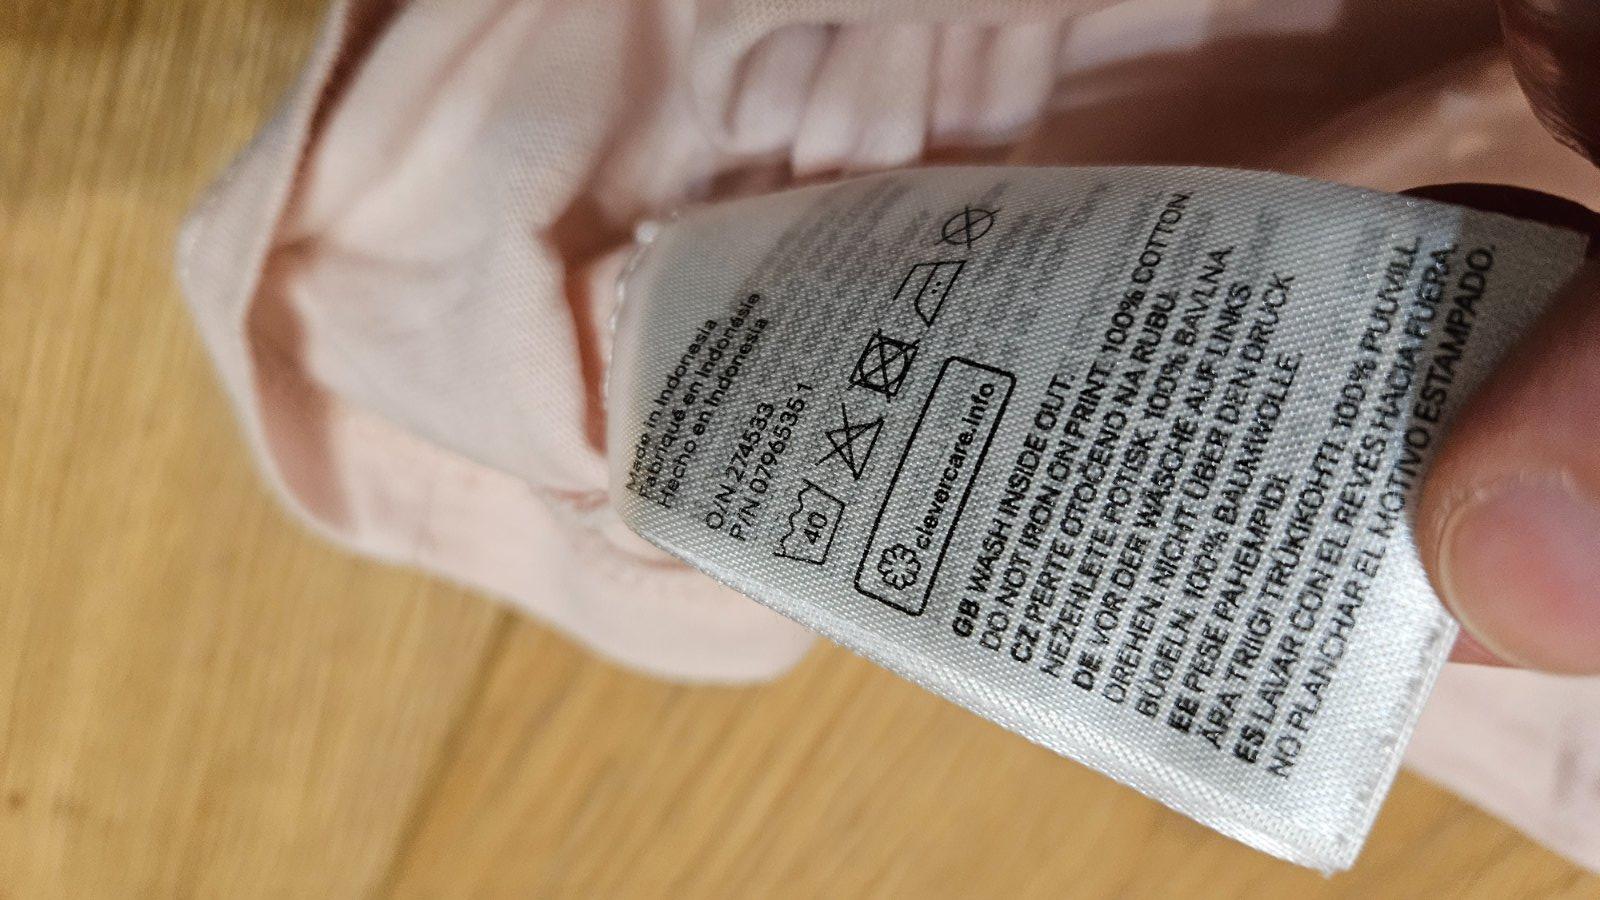 Made in Indonesia
Fabriqué en Indonésie
Hecho en Indonesia
O/N 274533
P/N 0796535 1
40
clevercare.info
GB WASH INSIDE OUT.
DO NOT IRON ON PRINT. 100% COTTON
CZ PERTE OTOČENO NA RUBU.
NEŽEHLETE POTISK. 100% BAVLNA
DE VOR DER WÄSCHE AUF LINKS
DREHEN. NICHT ÜBER DEN DRUCK
BÜGELN. 100% BAUMWOLLE
EE PESE PAHEMPIDI.
ÄRA TRIIGI TRÜKIKOHTI. 100% PUUVILL
ES LAVAR CON EL REVÉS HACIA FUERA.
NO PLANCHAR EL MOTIVO ESTAMPADO.